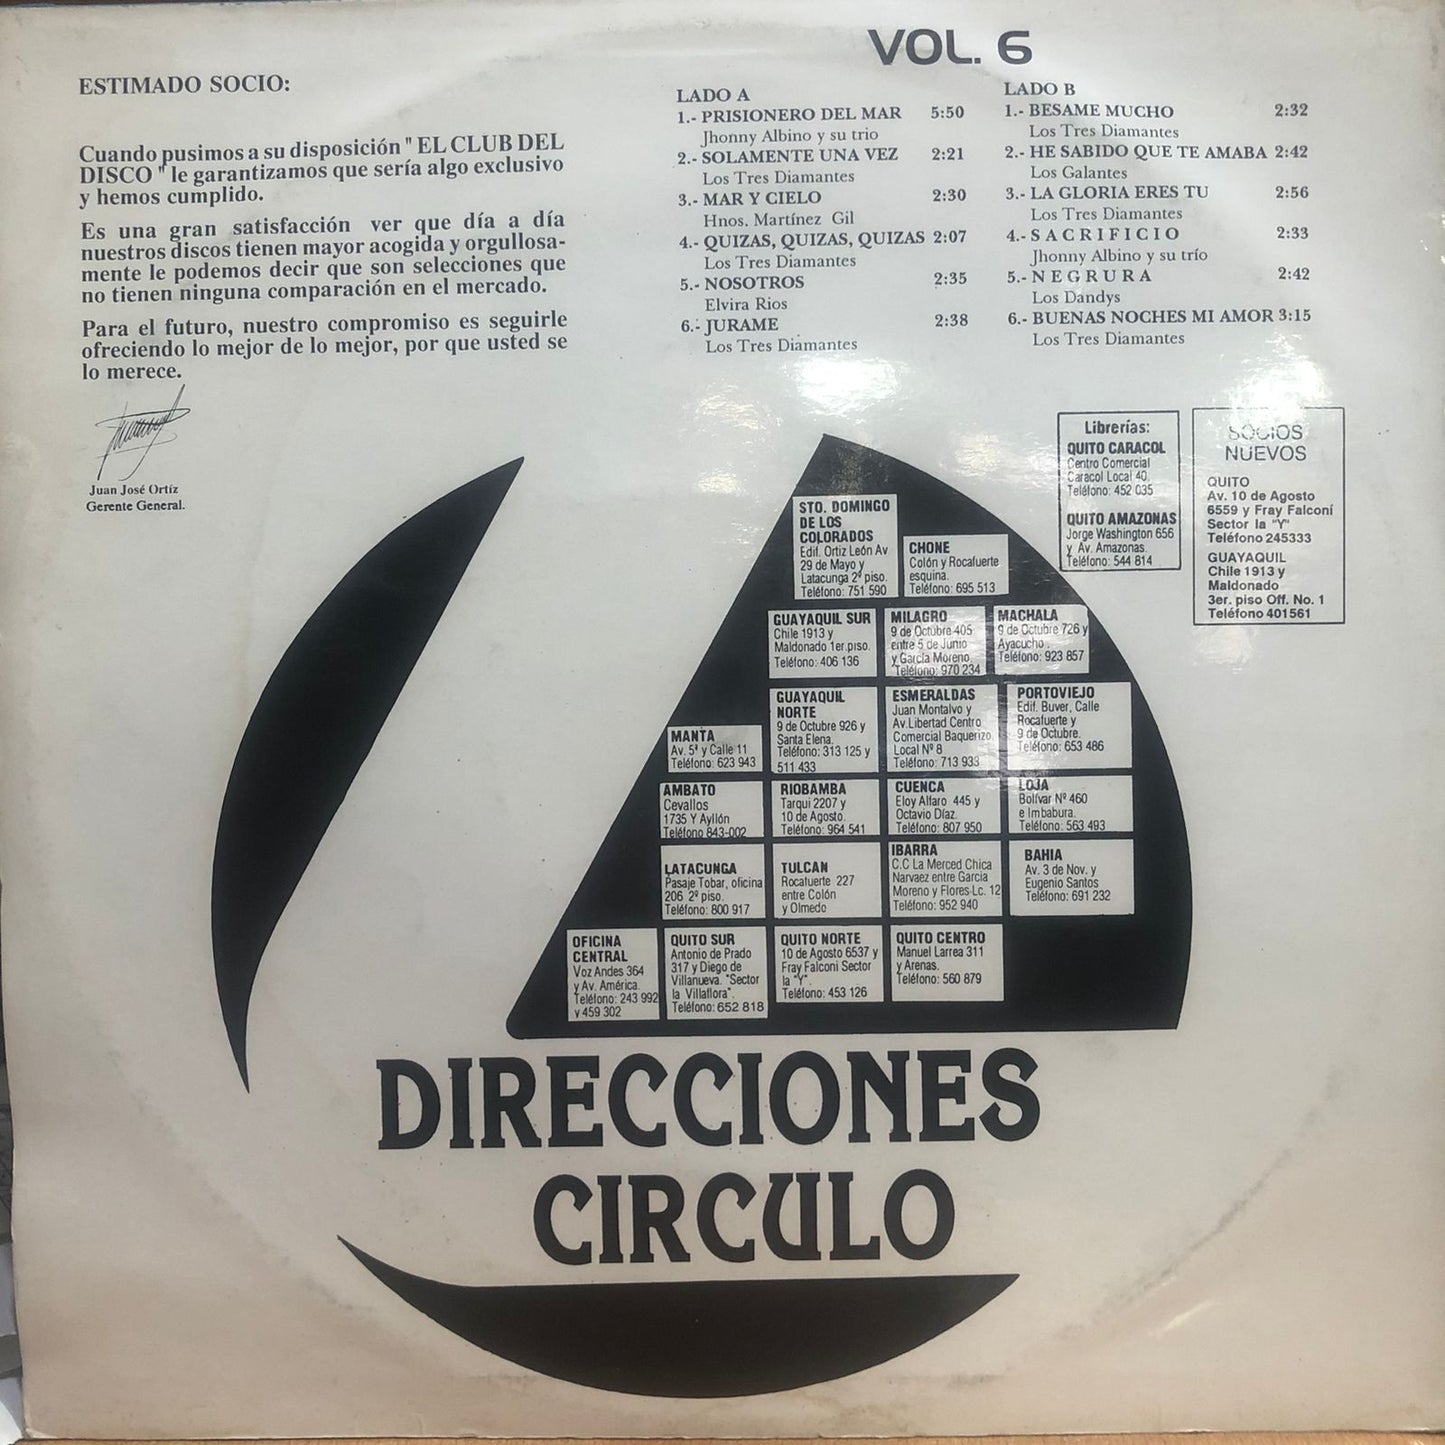 VOL. 6
ESTIMADO SOCIO:
Cuando pusimos a su disposición " EL CLUB DEL
DISCO " le garantizamos que sería algo exclusivo
y hemos cumplido.
Es una gran satisfacción ver que día a día
nuestros discos tienen mayor acogida y orgullosa-
mente le podemos decir que son selecciones que
no tienen ninguna comparación en el mercado.
Para el futuro, nuestro compromiso es seguirle
ofreciendo lo mejor de lo mejor, por que usted se
lo merece.
Juan José Ortíz
Gerente General.
LADO A
1.- PRISIONERO DEL MAR 5:50
Jhonny Albino y su trio
2.- SOLAMENTE UNA VEZ 2:21
Los Tres Diamantes
3.- MAR Y CIELO 2:30
Hnos. Martínez Gil
4.- QUIZAS, QUIZAS, QUIZAS 2:07
Los Tres Diamantes
5.- NOSOTROS 2:35
Elvira Rios
6.- JURAME 2:38
Los Tres Diamantes
LADO B
1.- BESAME MUCHO 2:32
Los Tres Diamantes
2.- HE SABIDO QUE TE AMABA 2:42
Los Galantes
3.- LA GLORIA ERES TU 2:56
Los Tres Diamantes
4.- S A C R I F I C I O 2:33
Jhonny Albino y su trío
5.- N E G R U R A 2:42
Los Dandys
6.- BUENAS NOCHES MI AMOR 3:15
Los Tres Diamantes
Librerías:
QUITO CARACOL
Centro Comercial
Caracol Local 40.
Teléfono: 452 035
QUITO AMAZONAS
Jorge Washington 656
y Av. Amazonas.
Teléfono: 544 814
SOCIOS
NUEVOS
QUITO
Av. 10 de Agosto
6559 y Fray Falconí
Sector la "Y"
Teléfono 245333
GUAYAQUIL
Chile 1913 y
Maldonado
3er. piso Off. No. 1
Teléfono 401561
STO. DOMINGO
DE LOS
COLORADOS
Edif. Ortiz León Av
29 de Mayo y
Latacunga 2º piso.
Teléfono: 751 590
CHONE
Colón y Rocafuerte
esquina.
Teléfono: 695 513
GUAYAQUIL SUR
Chile 1913 y
Maldonado 1er.piso.
Teléfono: 406 136
MILAGRO
9 de Octubre 405
entre 5 de Junio
y García Moreno.
Teléfono: 970 234
MACHALA
9 de Octubre 726 y
Ayacucho.
Teléfono: 923 857
GUAYAQUIL
NORTE
9 de Octubre 926 y
Santa Elena.
Teléfono: 313 125 y
511 433
ESMERALDAS
Juan Montalvo y
Av.Libertad Centro
Comercial Baquerizo
Local Nº 8
Teléfono: 713 933
PORTOVIEJO
Edif. Buver, Calle
Rocafuerte y
9 de Octubre.
Teléfono: 653 486
MANTA
Av. 5ª y Calle 11
Teléfono: 623 943
AMBATO
Cevallos
1735 Y Ayllón
Teléfono 843-002
RIOBAMBA
Tarqui 2207 y
10 de Agosto.
Teléfono: 964 541
CUENCA
Eloy Alfaro 445 y
Octavio Díaz.
Teléfono: 807 950
LOJA
Bolívar Nº 460
e Imbabura.
Teléfono: 563 493
LATACUNGA
Pasaje Tobar, oficina
206 2º piso.
Teléfono: 800 917
TULCAN
Rocafuerte 227
entre Colón
y Olmedo
IBARRA
C.C La Merced Chica
Narvaez entre Garcia
Moreno y Flores-Lc. 12
Teléfono: 952 940
BAHIA
Av. 3 de Nov. y
Eugenio Santos
Teléfono: 691 232
OFICINA
CENTRAL
Voz Andes 364
y Av. América.
Teléfono: 243 992
y 459 302
QUITO SUR
Antonio de Prado
317 y Diego de
Villanueva. "Sector
la Villaflora".
Teléfono: 652 818
QUITO NORTE
10 de Agosto 6537 y
Fray Falconi Sector
la "Y".
Teléfono: 453 126
QUITO CENTRO
Manuel Larrea 311
y Arenas.
Teléfono: 560 879
DIRECCIONES
CIRCULO